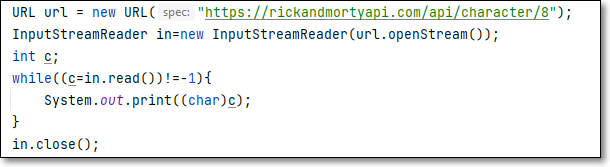 URL url = new URL( spec: "https://rickandmortyapi.com/api/character/8");
InputStreamReader in=new InputStreamReader(url.openStream());
int c;
while((c=in.read())!=-1){
    System.out.print((char)c);
}
in.close();